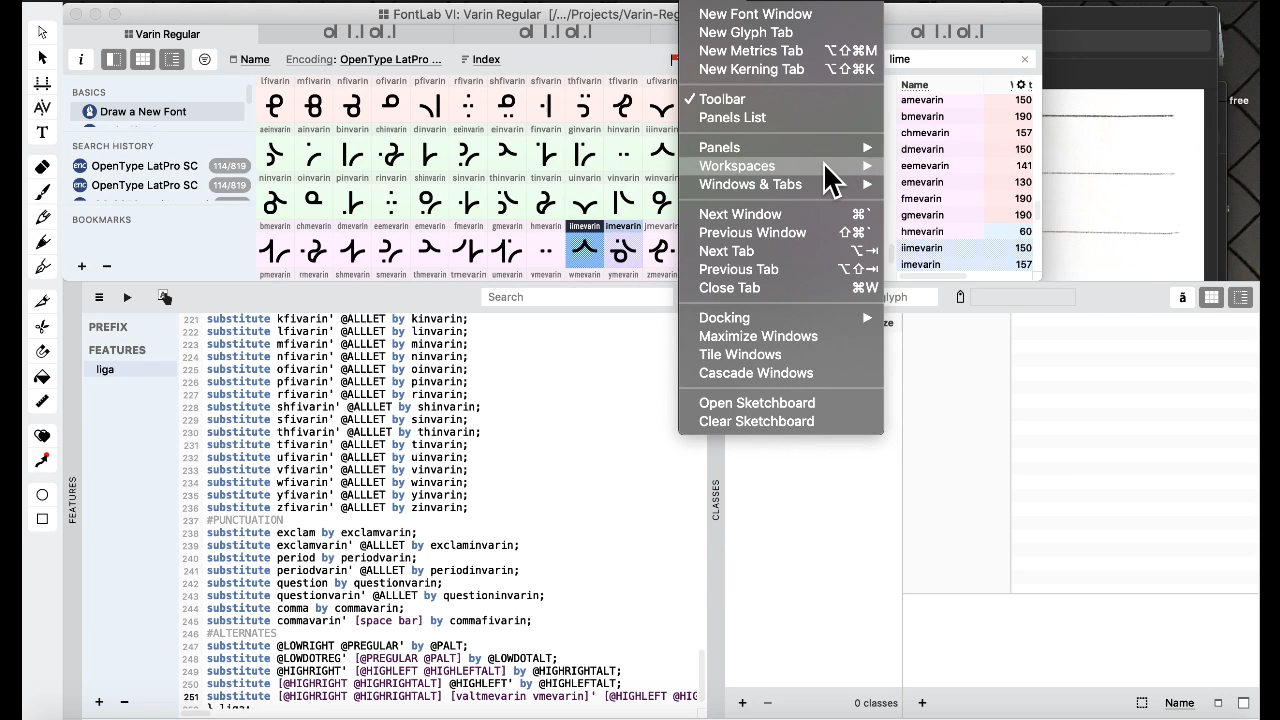 FontLab VI: Varin Regular [/.../Projects/Varin-Reg
Varin Regular
Name
Encoding: OpenType LatPro ...
Index
lime
BASICS
Draw a New Font
SEARCH HISTORY
OpenType LatPro SC 114/819
OpenType LatPro SC 114/819
BOOKMARKS
lfivarin mfivarin nfivarin ofivarin pfivarin rfivarin shfivarin sfivarin thfivarin tfivarin ufivarin vfivarin
aeinvarin ainvarin binvarin chinvarin dinvarin eeinvarin einvarin finvarin ginvarin hinvarin iiinvarin
ninvarin oinvarin pinvarin rinvarin shinvarin sinvarin thinvarin tinvarin uinvarin vinvarin winvarin
bmevarin chmevarin dmevarin eemevarin emevarin fmevarin gmevarin hmevarin iimevarin imevarin jmevarin
pmevarin rmevarin shmevarin smevarin thmevarin tmevarin umevarin vmevarin wmevarin ymevarin zmevarin
Name
amevarin 150
bmevarin 190
chmevarin 157
dmevarin 150
eemevarin 141
emevarin 130
fmevarin 190
gmevarin 190
hmevarin 60
iimevarin 150
imevarin 157
free
New Font Window
New Glyph Tab
New Metrics Tab ⌥⇧⌘M
New Kerning Tab ⌥⇧⌘K
✓ Toolbar
Panels List
Panels ▶
Workspaces ▶
Windows & Tabs ▶
Next Window ⌘`
Previous Window ⇧⌘`
Next Tab ⌥⇥
Previous Tab ⌥⇧⇥
Close Tab ⌘W
Docking ▶
Maximize Windows
Tile Windows
Cascade Windows
Open Sketchboard
Clear Sketchboard
Search
glyph
ã
ze
PREFIX
FEATURES
liga
FEATURES
221 substitute kfivarin' @ALLLET by kinvarin;
222 substitute lfivarin' @ALLLET by linvarin;
223 substitute mfivarin' @ALLLET by minvarin;
224 substitute nfivarin' @ALLLET by ninvarin;
225 substitute ofivarin' @ALLLET by oinvarin;
226 substitute pfivarin' @ALLLET by pinvarin;
227 substitute rfivarin' @ALLLET by rinvarin;
228 substitute shfivarin' @ALLLET by shinvarin;
229 substitute sfivarin' @ALLLET by sinvarin;
230 substitute thfivarin' @ALLLET by thinvarin;
231 substitute tfivarin' @ALLLET by tinvarin;
232 substitute ufivarin' @ALLLET by uinvarin;
233 substitute vfivarin' @ALLLET by vinvarin;
234 substitute wfivarin' @ALLLET by winvarin;
235 substitute yfivarin' @ALLLET by yinvarin;
236 substitute zfivarin' @ALLLET by zinvarin;
237 #PUNCTUATION
238 substitute exclam by exclamvarin;
239 substitute exclamvarin' @ALLLET by exclaminvarin;
240 substitute period by periodvarin;
241 substitute periodvarin' @ALLLET by periodinvarin;
242 substitute question by questionvarin;
243 substitute questionvarin' @ALLLET by questioninvarin;
244 substitute comma by commavarin;
245 substitute commavarin' [space bar] by commafivarin;
246 #ALTERNATES
247 substitute @LOWRIGHT @PREGULAR' by @PALT;
248 substitute @LOWDOTREG' [@PREGULAR @PALT] by @LOWDOTALT;
249 substitute @HIGHRIGHT' [@HIGHLEFT @HIGHLEFTALT] by @HIGHRIGHTALT;
250 substitute [@HIGHRIGHT @HIGHRIGHTALT] @HIGHLEFT' by @HIGHLEFTALT;
251 substitute [@HIGHRIGHT @HIGHRIGHTALT] [valtmevarin vmevarin]' [@HIGHLEFT @HIG
} liga;
CLASSES
0 classes
Name